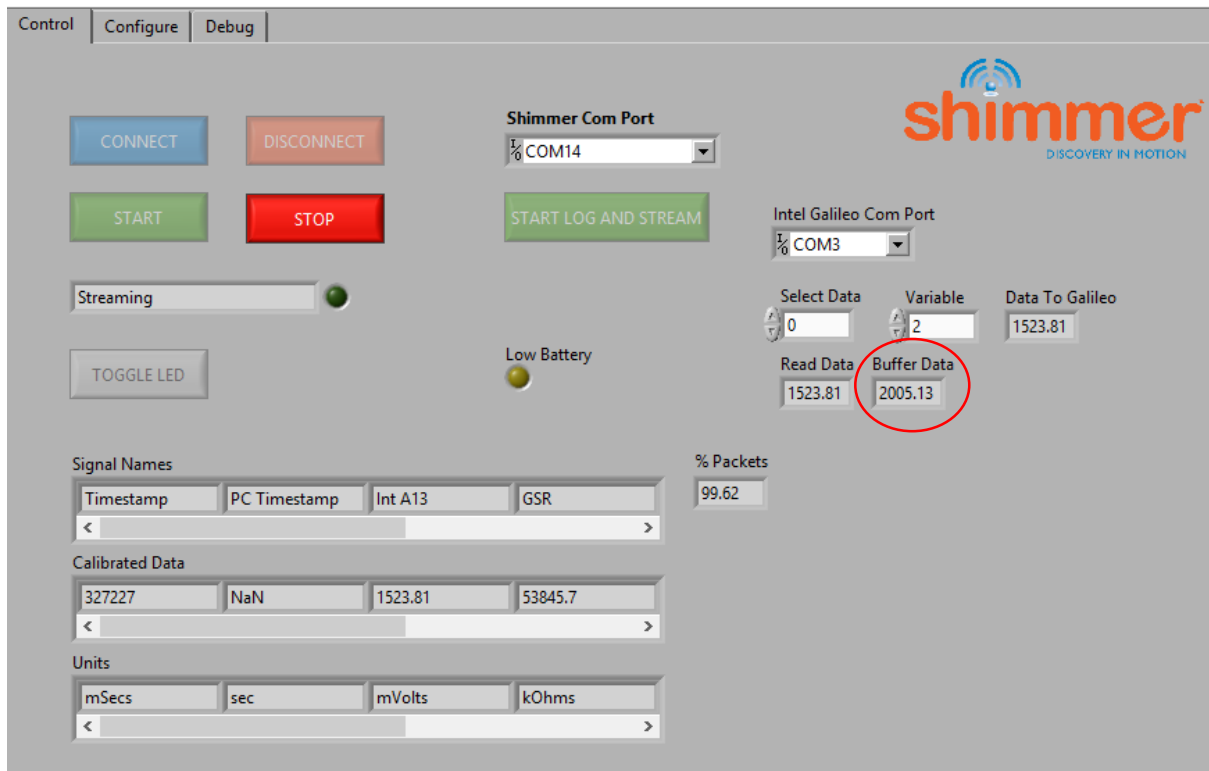 Control Configure Debug
shimmer
DISCOVERY IN MOTION
CONNECT DISCONNECT
Shimmer Com Port
COM14
START STOP START LOG AND STREAM
Intel Galileo Com Port
COM3
Streaming
Select Data Variable Data To Galileo
0 2 1523.81
TOGGLE LED
Low Battery
Read Data Buffer Data
1523.81 2005.13
Signal Names
Timestamp PC Timestamp Int A13 GSR
% Packets
99.62
Calibrated Data
327227 NaN 1523.81 53845.7
Units
mSecs sec mVolts kOhms